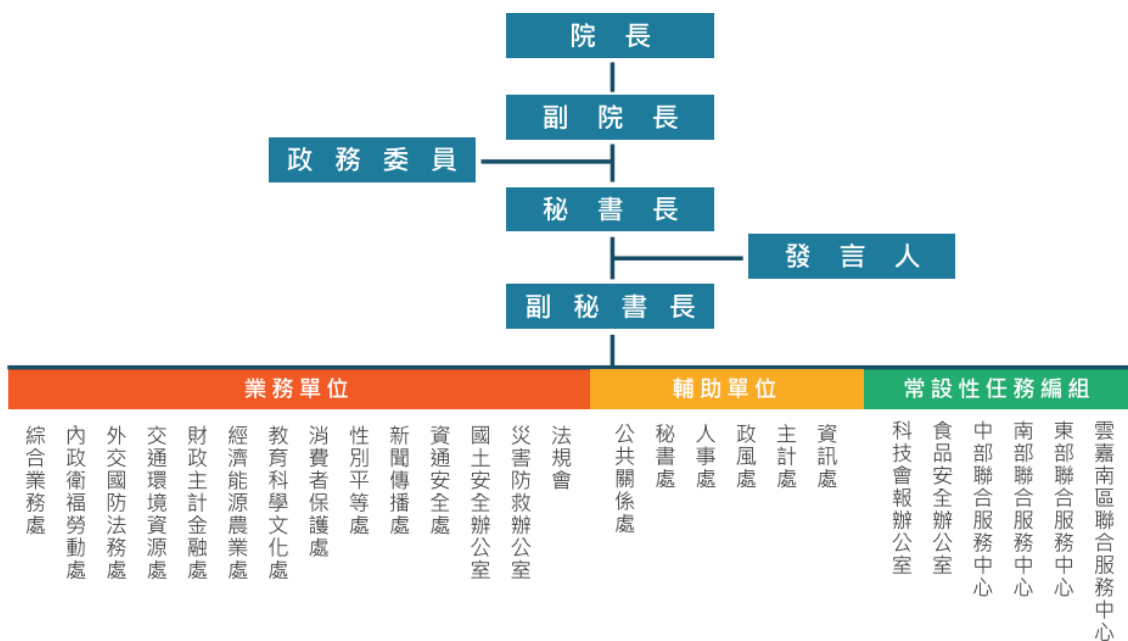 院長
副院長
政務委員
秘書長
發言人
副秘書長
業務單位
輔助單位
常設性任務編組
綜合業務處
內政衛福勞動處
外交國防法務處
交通環境資源處
財政主計金融處
經濟能源農業處
教育科學文化處
消費者保護處
性別平等處
新聞傳播處
資通安全處
國土安全辦公室
災害防救辦公室
法規會
公共關係處
秘書處
人事處
政風處
主計處
資訊處
科技會報辦公室
食品安全辦公室
中部聯合服務中心
南部聯合服務中心
東部聯合服務中心
雲嘉南區聯合服務中心